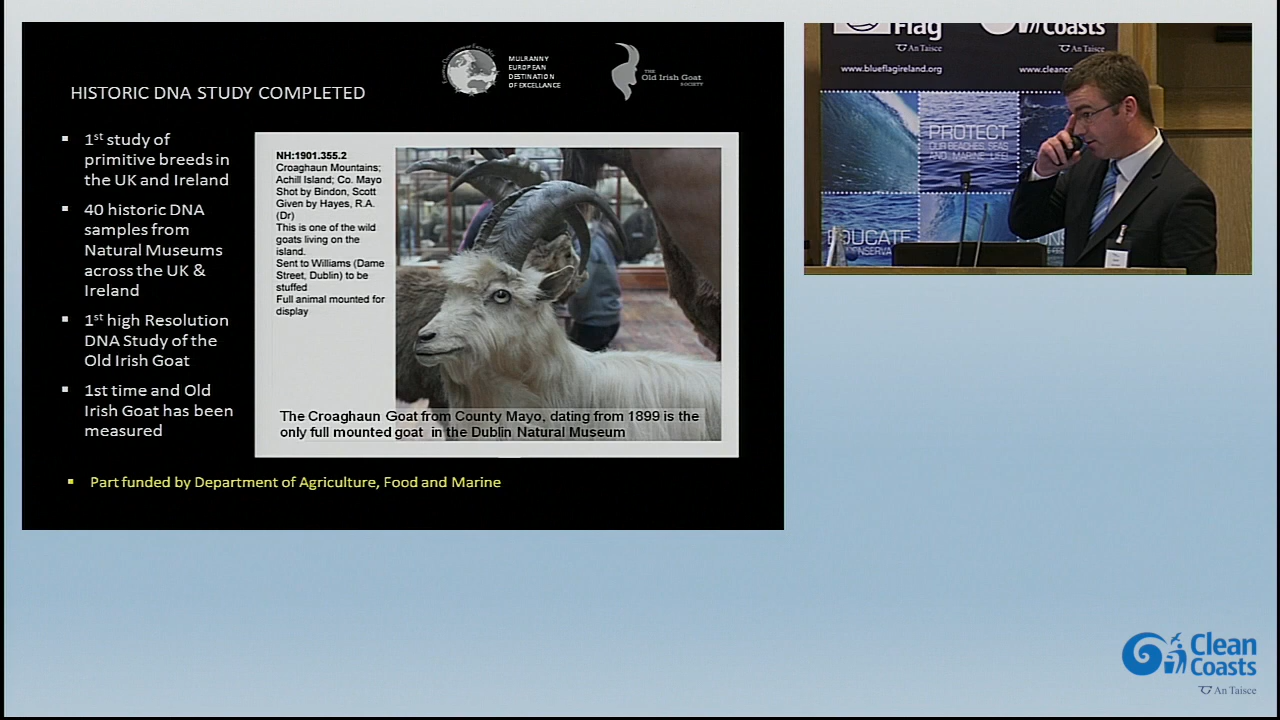 HISTORIC DNA STUDY COMPLETED
MULRANNY
EUROPEAN
DESTINATION
OF EXCELLENCE
THE
Old Irish Goat
SOCIETY
1st study of
primitive breeds in
the UK and Ireland
40 historic DNA
samples from
Natural Museums
across the UK &
Ireland
1st high Resolution
DNA Study of the
Old Irish Goat
1st time and Old
Irish Goat has been
measured
NH:1901.355.2
Croaghaun Mountains;
Achill Island; Co. Mayo
Shot by Bindon, Scott
Given by Hayes, R.A.
(Dr)
This is one of the wild
goats living on the
island.
Sent to Williams (Dame
Street, Dublin) to be
stuffed
Full animal mounted for
display
The Croaghaun Goat from County Mayo, dating from 1899 is the
only full mounted goat in the Dublin Natural Museum
Part funded by Department of Agriculture, Food and Marine
Flag
An Taisce
www.blueflagireland.org
Coasts
An Taisce
www.cleanc
PROTECT
OUR BEACHES, SEAS
AND MARINE LIFE!
EDUCATE
Clean
Coasts
An Taisce